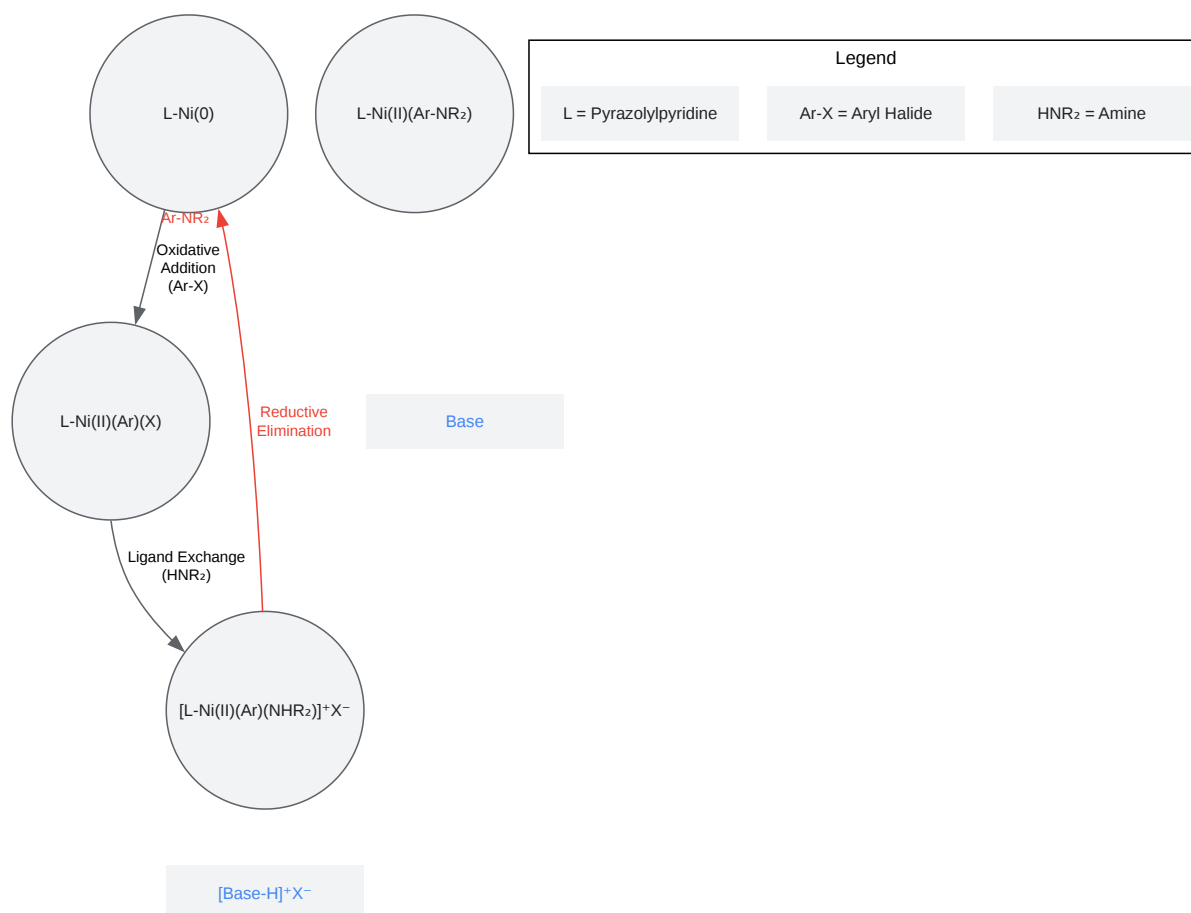 Legend
L-Ni(0)
L-Ni(II)(Ar-NR₂)
L = Pyrazolylpyridine
Ar-X = Aryl Halide
HNR₂ = Amine
Ar-NR₂
Oxidative
Addition
(Ar-X)
L-Ni(II)(Ar)(X)
Reductive
Elimination
Base
Ligand Exchange
(HNR₂)
[L-Ni(II)(Ar)(NHR₂)]⁺X⁻
[Base-H]⁺X⁻